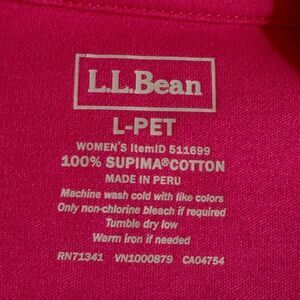 L.L.Bean
L-PET
WOMEN'S ItemID 511699
100% SUPIMA®COTTON
MADE IN PERU
Machine wash cold with like colors
Only non-chlorine bleach if required
Tumble dry low
Warm iron if needed
RN71341 VN1000879 CA04754